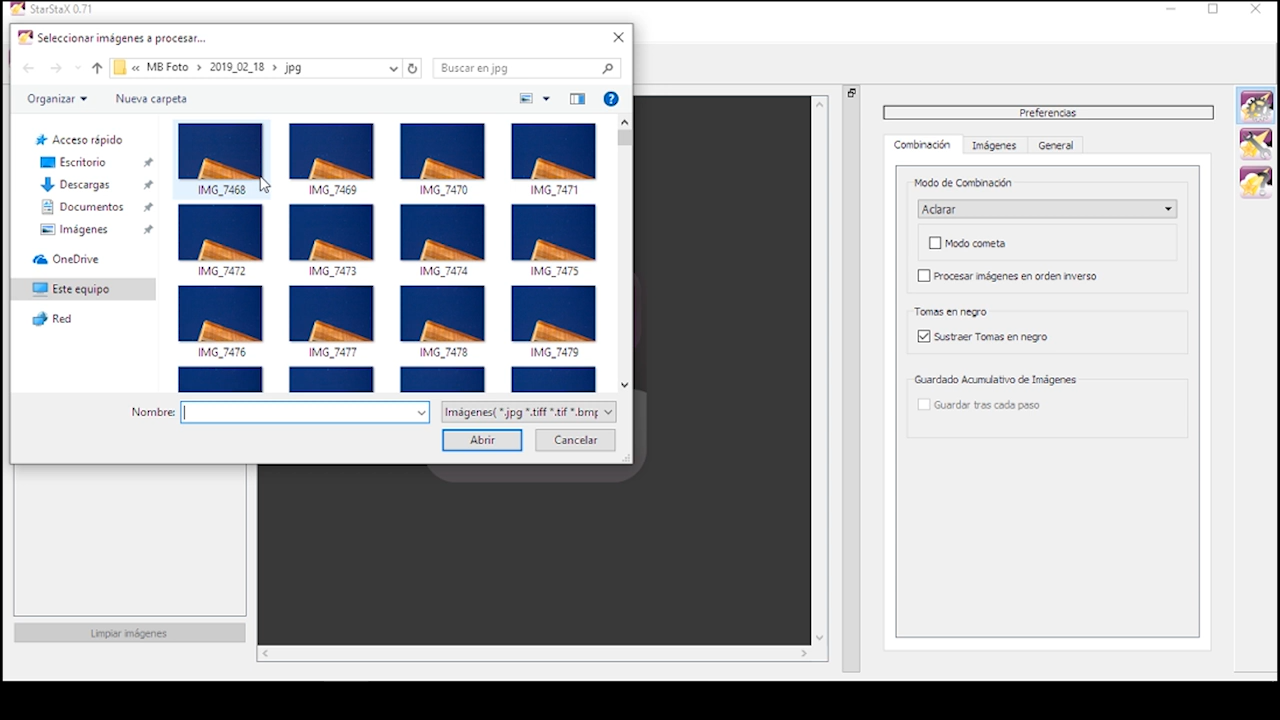 StarStaX 0.71
Seleccionar imágenes a procesar...
« MB Foto › 2019_02_18 › jpg
Buscar en jpg
Organizar
Nueva carpeta
Acceso rápido
Escritorio
Descargas
Documentos
Imágenes
OneDrive
Este equipo
Red
IMG_7468
IMG_7469
IMG_7470
IMG_7471
IMG_7472
IMG_7473
IMG_7474
IMG_7475
IMG_7476
IMG_7477
IMG_7478
IMG_7479
Nombre:
Imágenes( *.jpg *.tiff *.tif *.bmp
Abrir
Cancelar
Limpiar imágenes
Preferencias
Combinación
Imágenes
General
Modo de Combinación
Aclarar
Modo cometa
Procesar imágenes en orden inverso
Tomas en negro
Sustraer Tomas en negro
Guardado Acumulativo de Imágenes
Guardar tras cada paso